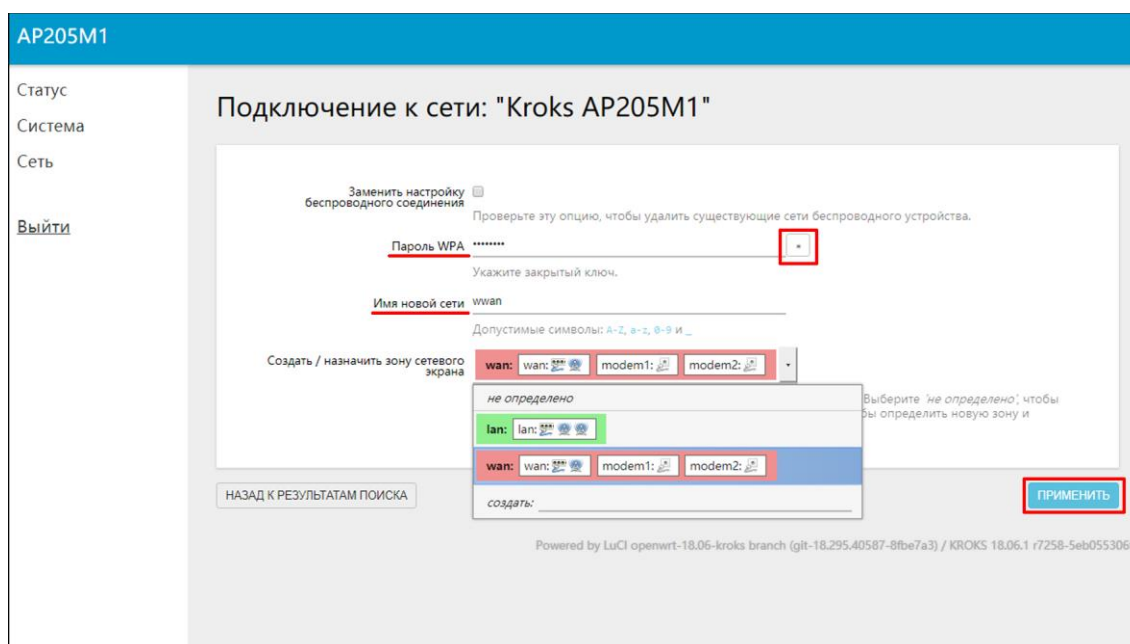 AP205M1
Статус
Система
Сеть
Выйти
Подключение к сети: "Kroks AP205M1"
Заменить настройку
беспроводного соединения
Проверьте эту опцию, чтобы удалить существующие сети беспроводного устройства.
Пароль WPA ••••••••
*
Укажите закрытый ключ.
Имя новой сети wwan
Допустимые символы: A-Z, a-z, 0-9 и _
Создать / назначить зону сетевого
экрана
wan: wan: modem1: modem2:
не определено
Выберите 'не определено', чтобы
бы определить новую зону и
lan: lan:
wan: wan: modem1: modem2:
создать:
НАЗАД К РЕЗУЛЬТАТАМ ПОИСКА
ПРИМЕНИТЬ
Powered by LuCI openwrt-18.06-kroks branch (git-18.295.40587-8fbe7a3) / KROKS 18.06.1 r7258-5eb055306